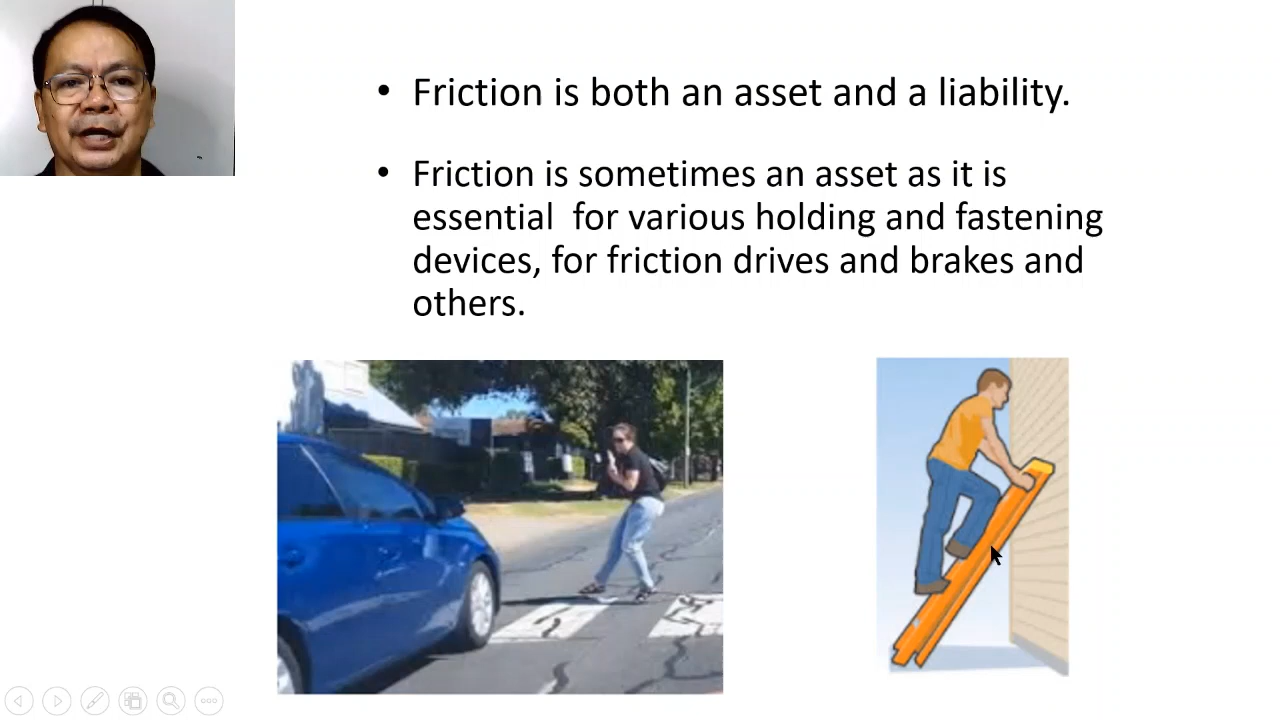 • Friction is both an asset and a liability.
• Friction is sometimes an asset as it is
essential  for various holding and fastening
devices, for friction drives and brakes and
others.